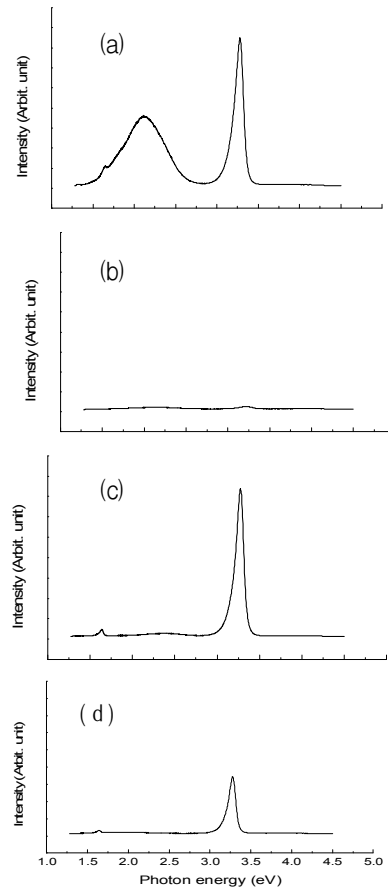 (a)
Intensity (Arbit. unit)
(b)
Intensity (Arbit. unit)
(c)
Intensity (Arbit. unit)
(d)
Intensity (Arbit. unit)
1.0 1.5 2.0 2.5 3.0 3.5 4.0 4.5 5.0
Photon energy (eV)